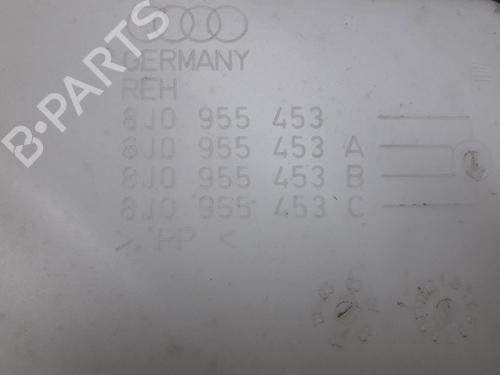 B-PARTS
GERMANY
REH
8J0 955 453
8J0 955 453 A
8J0 955 453 B
8J0 955 453 C
>PP<